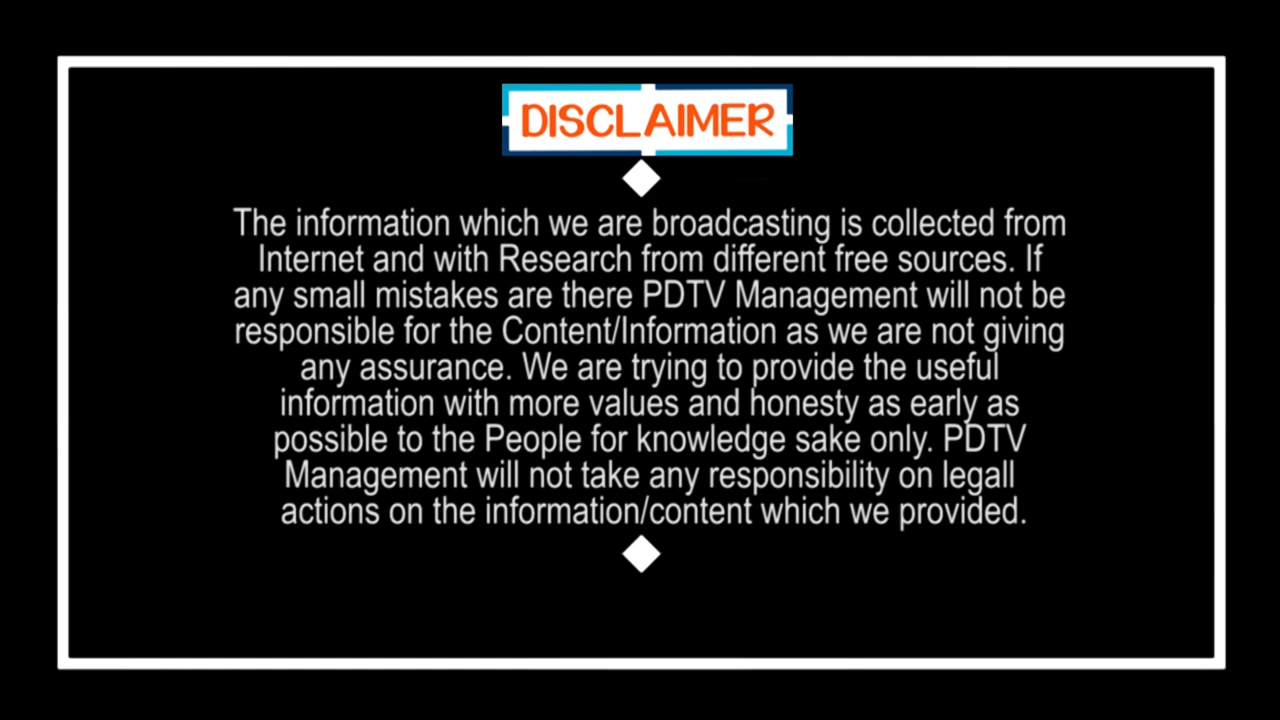 DISCLAIMER
The information which we are broadcasting is collected from
Internet and with Research from different free sources. If
any small mistakes are there PDTV Management will not be
responsible for the Content/Information as we are not giving
any assurance. We are trying to provide the useful
information with more values and honesty as early as
possible to the People for knowledge sake only. PDTV
Management will not take any responsibility on legall
actions on the information/content which we provided.